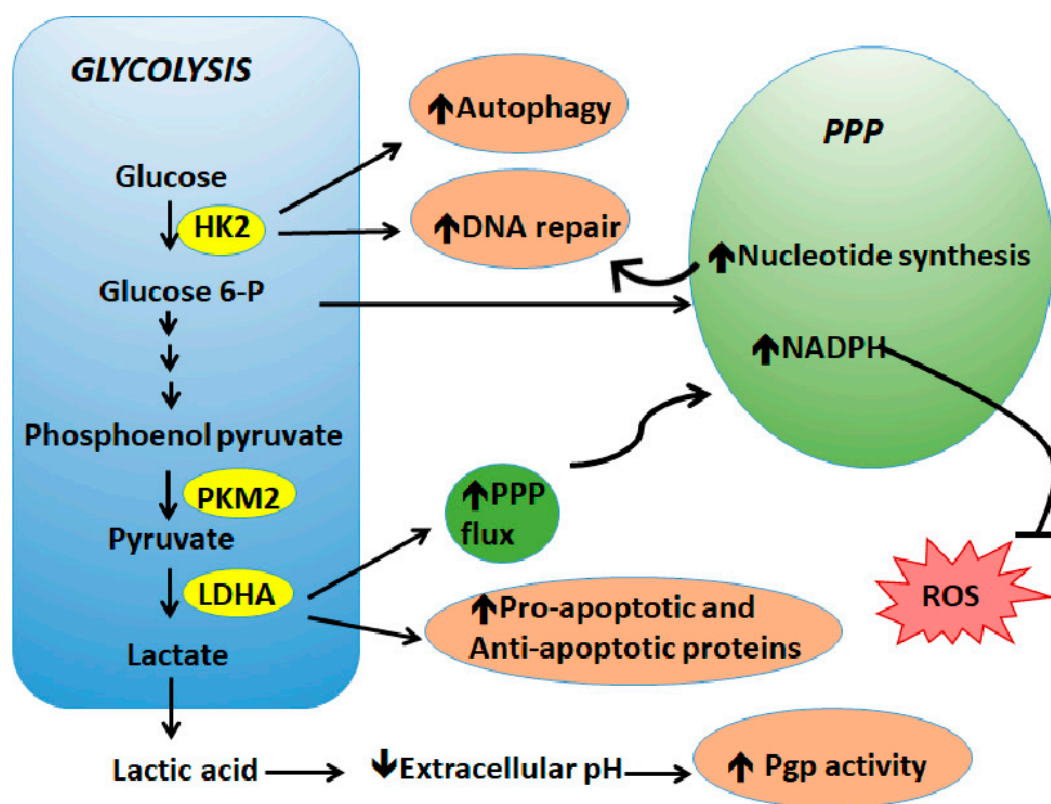 GLYCOLYSIS
Glucose
HK2
Glucose 6-P
Phosphoenol pyruvate
PKM2
Pyruvate
LDHA
Lactate
Lactic acid
↑Autophagy
↑DNA repair
PPP
↑Nucleotide synthesis
↑NADPH
↑PPP
flux
↑Pro-apoptotic and
Anti-apoptotic proteins
ROS
↓Extracellular pH
↑ Pgp activity